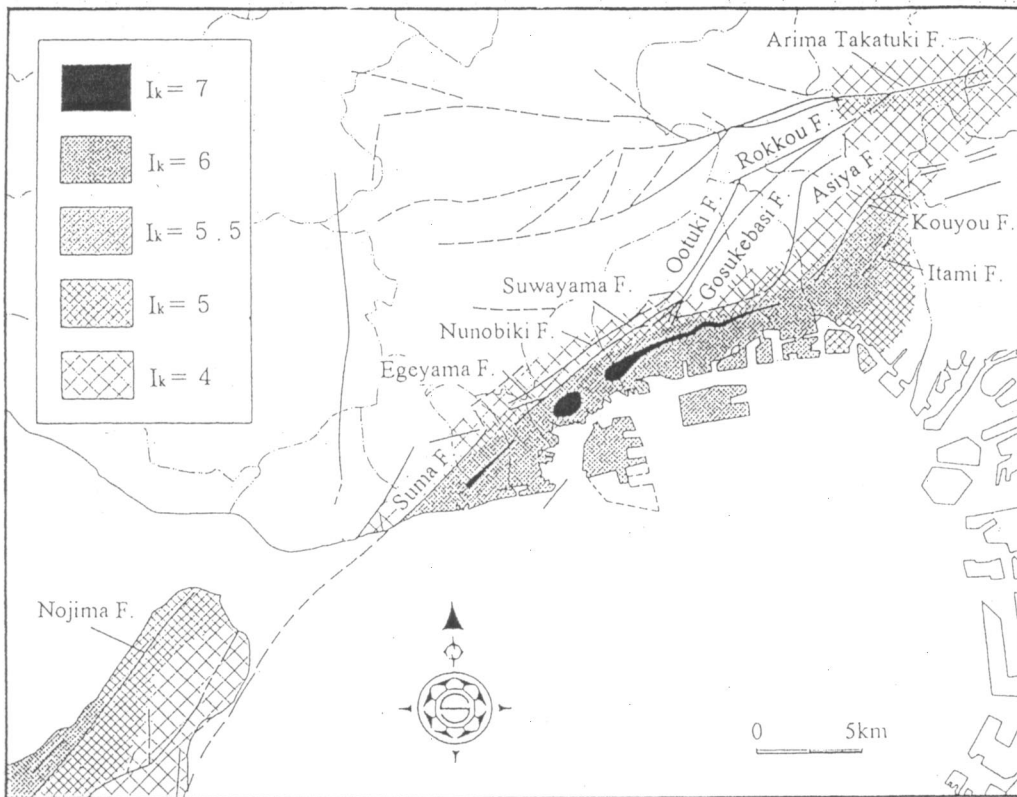 Ik= 7
Ik= 6
Ik= 5 . 5
Ik= 5
Ik= 4
Arima Takatuki F.
Rokkou F.
Asiya F
Kouyou F.
Ootuki F.
Gosukebasi F.
Itami F.
Suwayama F.
Nunobiki F.
Egeyama F.
Suma F
Nojima F.
0 5km